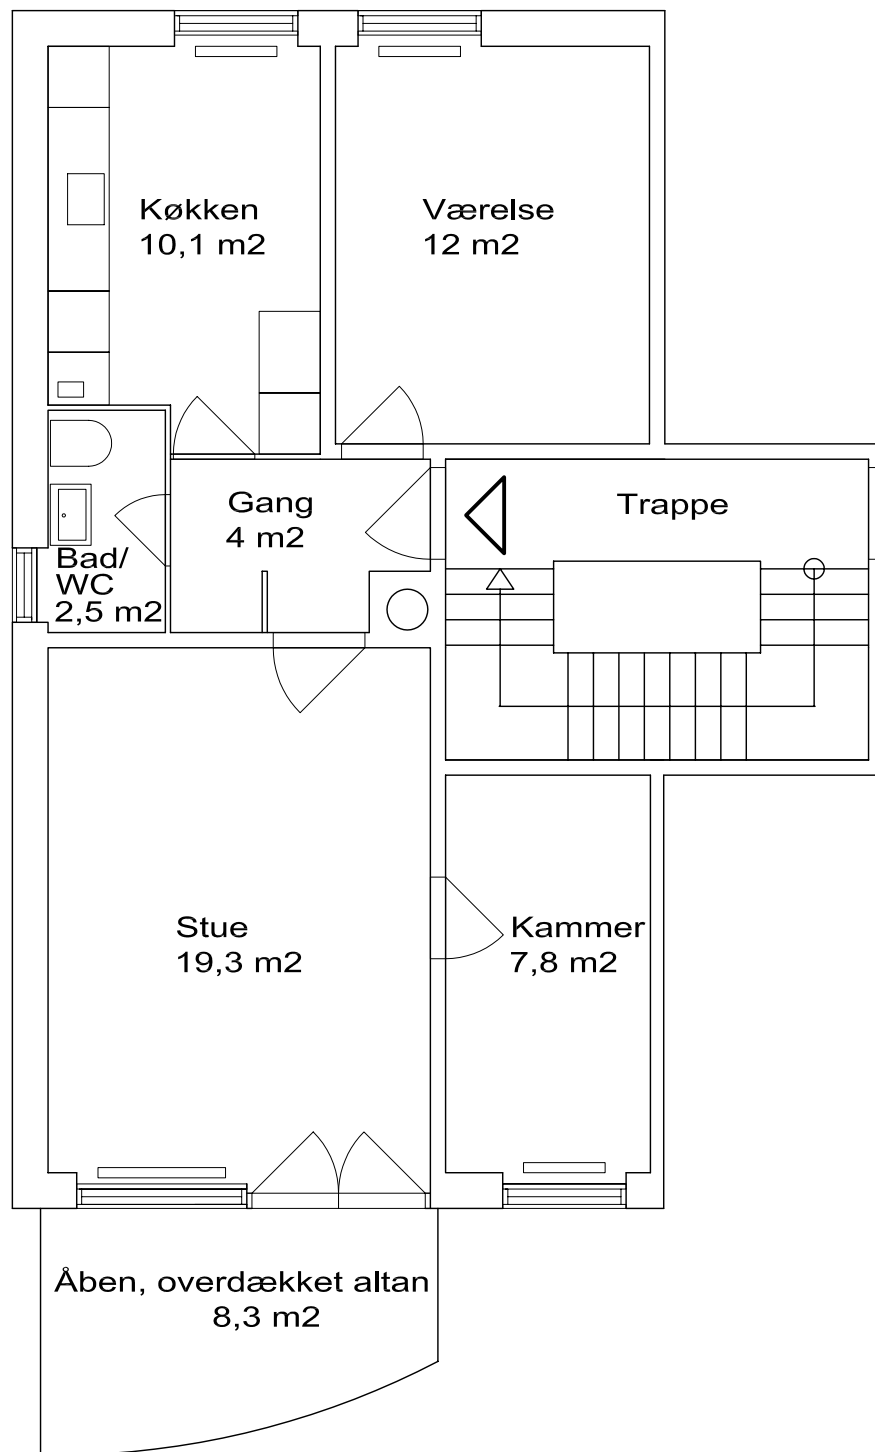 Køkken
10,1 m2
Værelse
12 m2
Gang
4 m2
Trappe
Bad/
WC
2,5 m2
Stue
19,3 m2
Kammer
7,8 m2
Åben, overdækket altan
8,3 m2